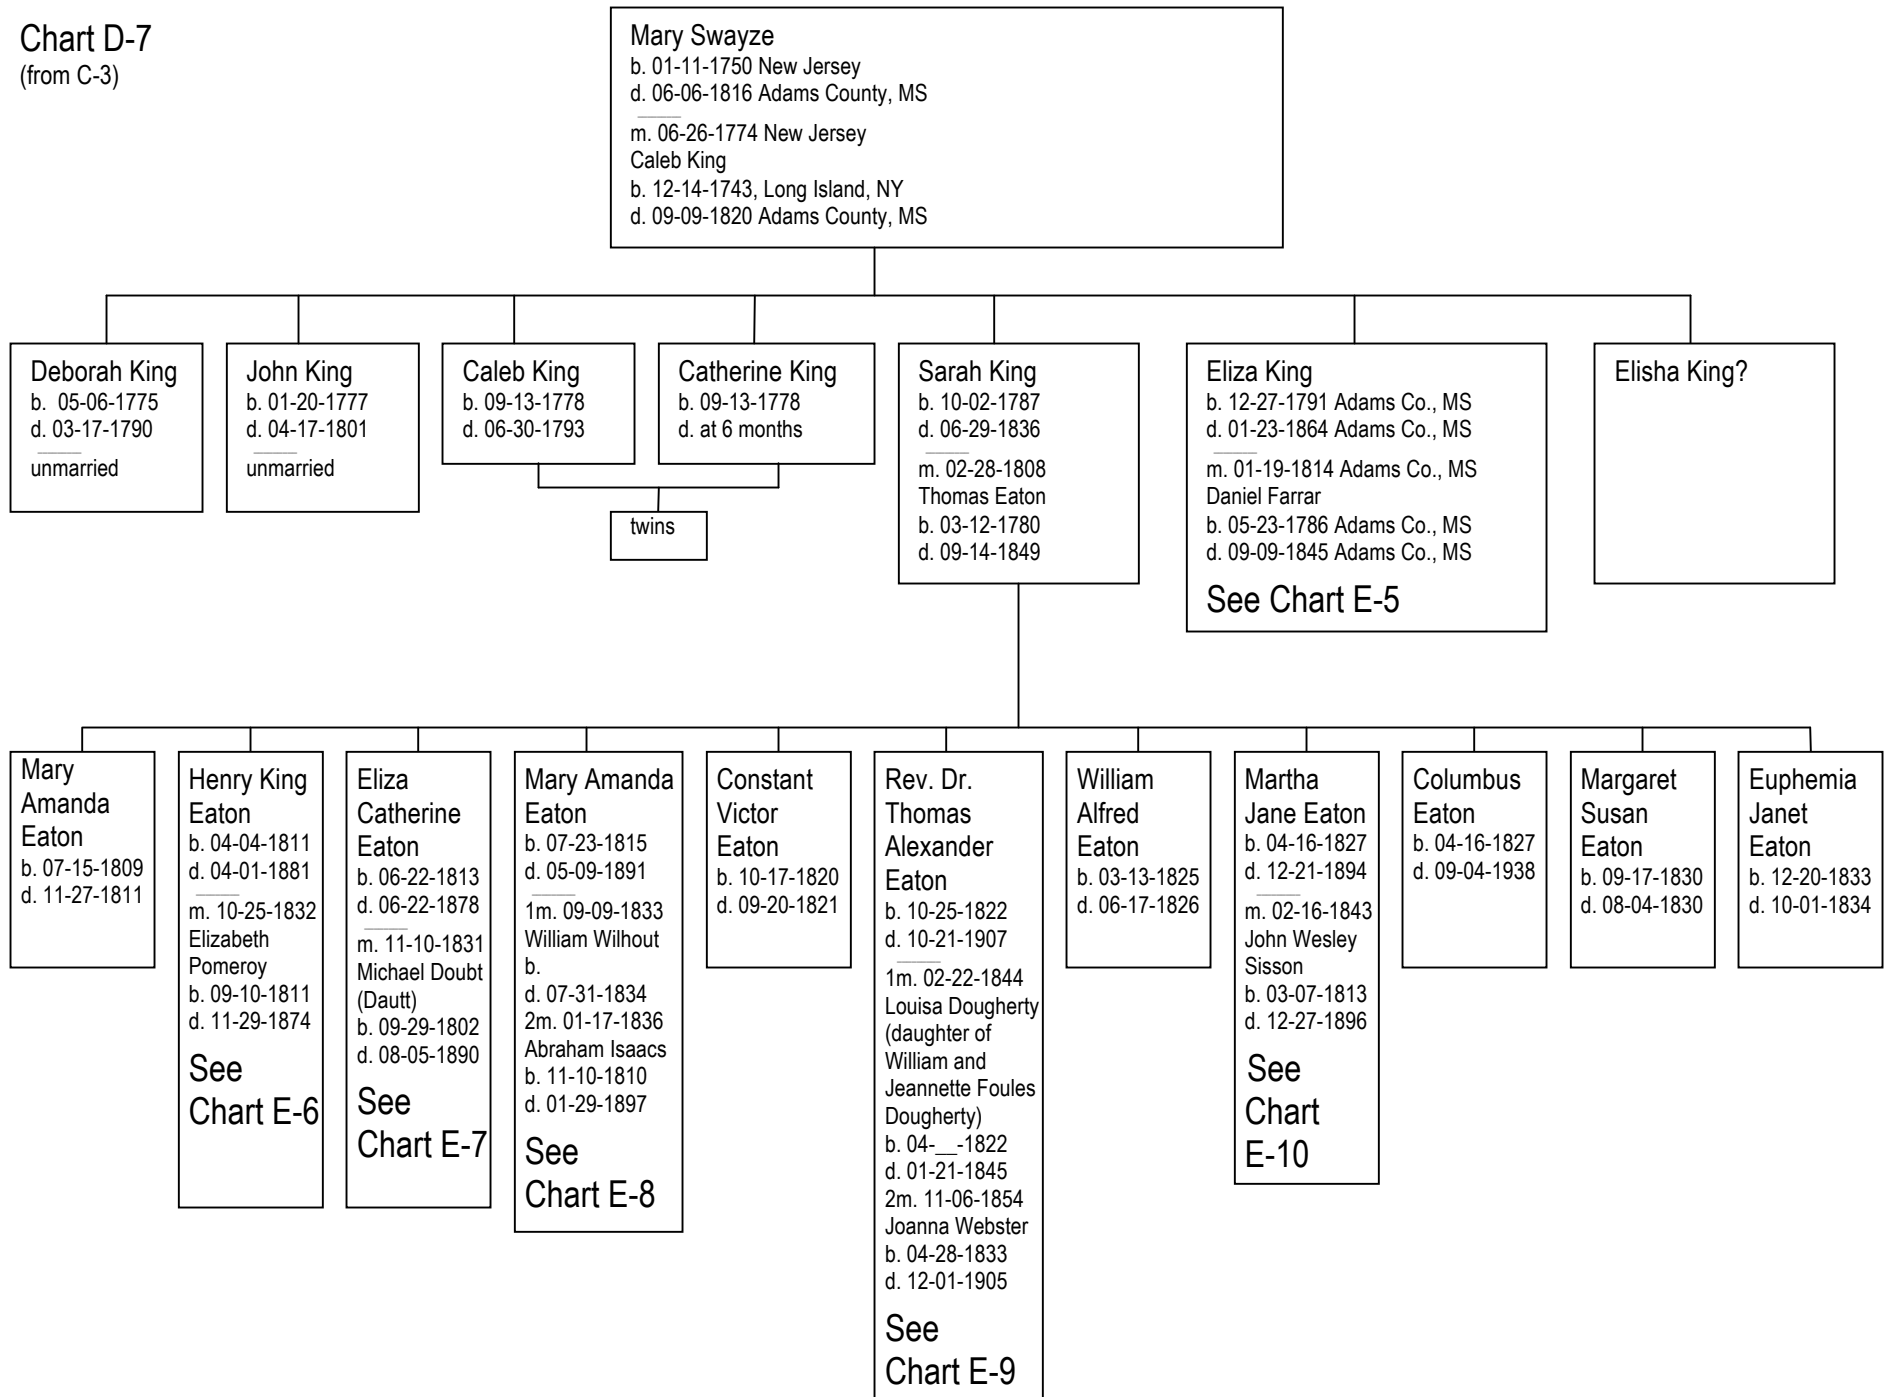 Chart D-7
(from C-3)
Mary Swayze
b. 01-11-1750 New Jersey
d. 06-06-1816 Adams County, MS
m. 06-26-1774 New Jersey
Caleb King
b. 12-14-1743, Long Island, NY
d. 09-09-1820 Adams County, MS
Deborah King
b. 05-06-1775
d. 03-17-1790
unmarried
John King
b. 01-20-1777
d. 04-17-1801
unmarried
Caleb King
b. 09-13-1778
d. 06-30-1793
Catherine King
b. 09-13-1778
d. at 6 months
twins
Sarah King
b. 10-02-1787
d. 06-29-1836
m. 02-28-1808
Thomas Eaton
b. 03-12-1780
d. 09-14-1849
Eliza King
b. 12-27-1791 Adams Co., MS
d. 01-23-1864 Adams Co., MS
m. 01-19-1814 Adams Co., MS
Daniel Farrar
b. 05-23-1786 Adams Co., MS
d. 09-09-1845 Adams Co., MS
See Chart E-5
Elisha King?
Mary
Amanda
Eaton
b. 07-15-1809
d. 11-27-1811
Henry King
Eaton
b. 04-04-1811
d. 04-01-1881
m. 10-25-1832
Elizabeth
Pomeroy
b. 09-10-1811
d. 11-29-1874
See
Chart E-6
Eliza
Catherine
Eaton
b. 06-22-1813
d. 06-22-1878
m. 11-10-1831
Michael Doubt
(Dautt)
b. 09-29-1802
d. 08-05-1890
See
Chart E-7
Mary Amanda
Eaton
b. 07-23-1815
d. 05-09-1891
1m. 09-09-1833
William Wilhout
b.
d. 07-31-1834
2m. 01-17-1836
Abraham Isaacs
b. 11-10-1810
d. 01-29-1897
See
Chart E-8
Constant
Victor
Eaton
b. 10-17-1820
d. 09-20-1821
Rev. Dr.
Thomas
Alexander
Eaton
b. 10-25-1822
d. 10-21-1907
1m. 02-22-1844
Louisa Dougherty
(daughter of
William and
Jeannette Foules
Dougherty)
b. 04-__-1822
d. 01-21-1845
2m. 11-06-1854
Joanna Webster
b. 04-28-1833
d. 12-01-1905
See
Chart E-9
William
Alfred
Eaton
b. 03-13-1825
d. 06-17-1826
Martha
Jane Eaton
b. 04-16-1827
d. 12-21-1894
m. 02-16-1843
John Wesley
Sisson
b. 03-07-1813
d. 12-27-1896
See
Chart
E-10
Columbus
Eaton
b. 04-16-1827
d. 09-04-1938
Margaret
Susan
Eaton
b. 09-17-1830
d. 08-04-1830
Euphemia
Janet
Eaton
b. 12-20-1833
d. 10-01-1834